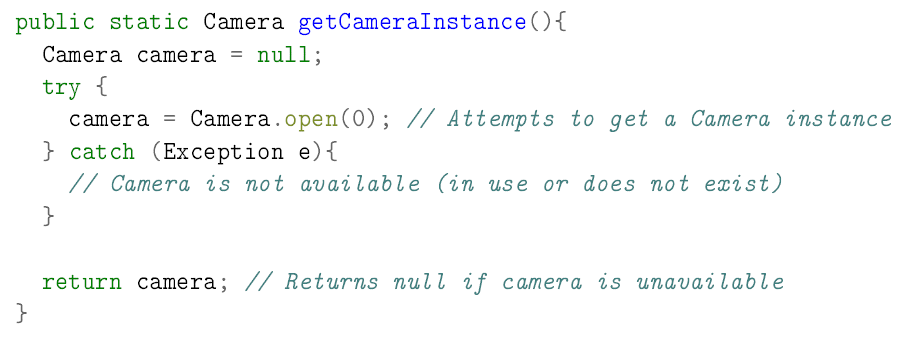 public static Camera getCameraInstance(){
  Camera camera = null;
  try {
    camera = Camera.open(0); // Attempts to get a Camera instance
  } catch (Exception e){
    // Camera is not available (in use or does not exist)
  }

  return camera; // Returns null if camera is unavailable
}